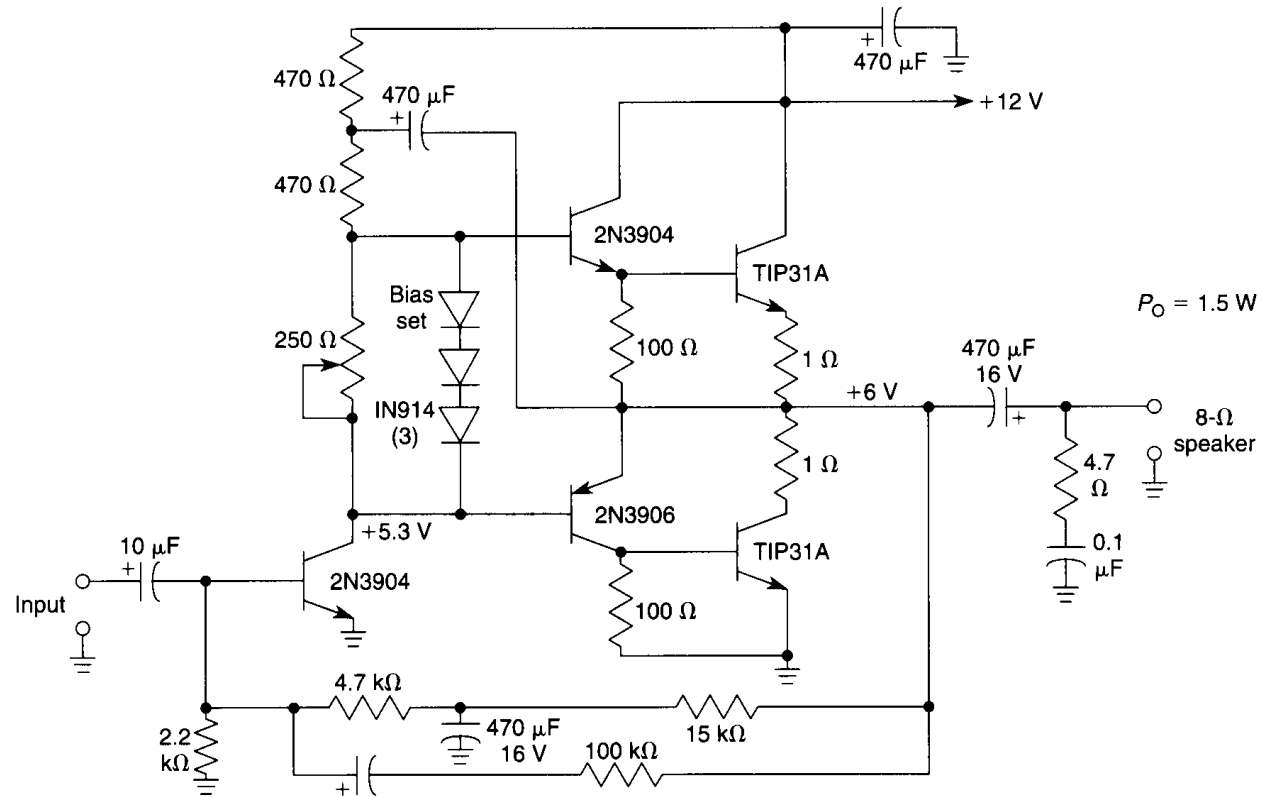 +
470 µF
470 Ω
470 µF
+
+12 V
470 Ω
2N3904
TIP31A
Bias
set
P_O = 1.5 W
250 Ω
100 Ω
1 Ω
470 µF
16 V
+6 V
+
IN914
(3)
8-Ω
speaker
1 Ω
4.7
Ω
2N3906
+5.3 V
10 µF
+
2N3904
TIP31A
0.1
µF
Input
100 Ω
4.7 kΩ
2.2
kΩ
470 µF
16 V
15 kΩ
100 kΩ
+